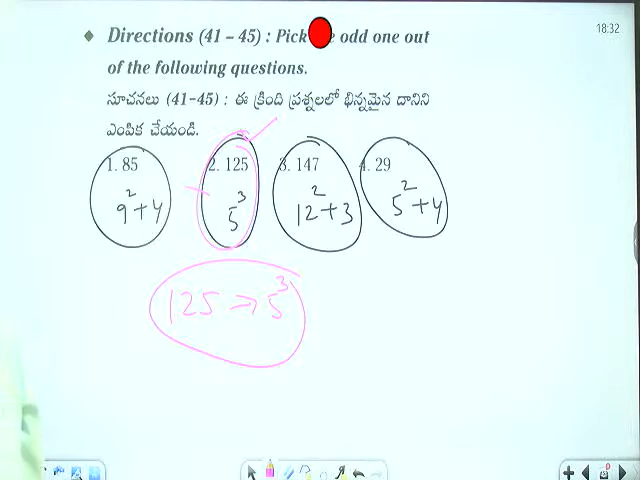 18:32
Directions (41 – 45) : Pick odd one out
of the following questions.
సూచనలు (41-45) : ఈ క్రింది ప్రశ్నలలో భిన్నమైన దానిని
ఎంపిక చేయండి.
1. 85 2. 125 3. 147 4. 29
9²+4 5³ 12²+3 5²+4
125 → 5³